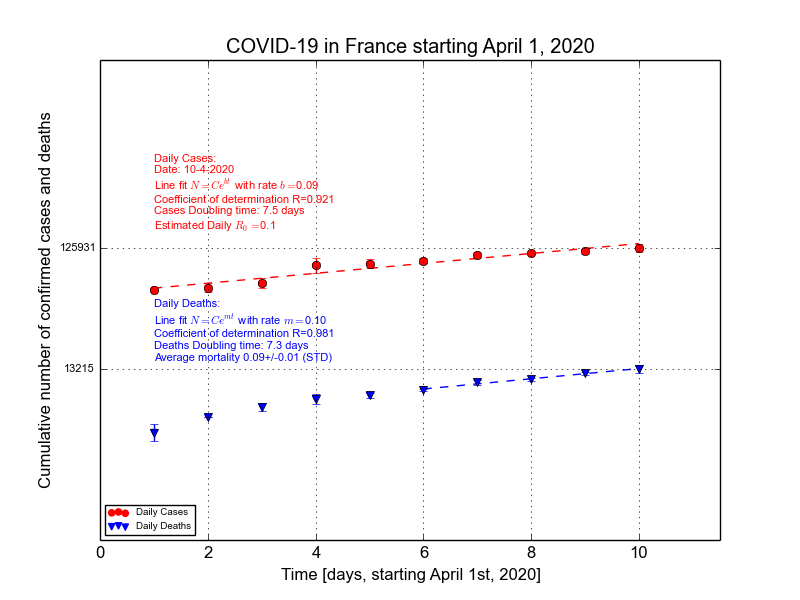 COVID-19 in France starting April 1, 2020
Cumulative number of confirmed cases and deaths
Daily Cases:
Date: 10-4-2020
Line fit N=Ce^{bt} with rate b=0.09
Coefficient of determination R=0.921
Cases Doubling time: 7.5 days
Estimated Daily R_0=0.1
125931
Daily Deaths:
Line fit N=Ce^{mt} with rate m=0.10
Coefficient of determination R=0.981
Deaths Doubling time: 7.3 days
Average mortality 0.09+/-0.01 (STD)
13215
Daily Cases
Daily Deaths
0 2 4 6 8 10
Time [days, starting April 1st, 2020]